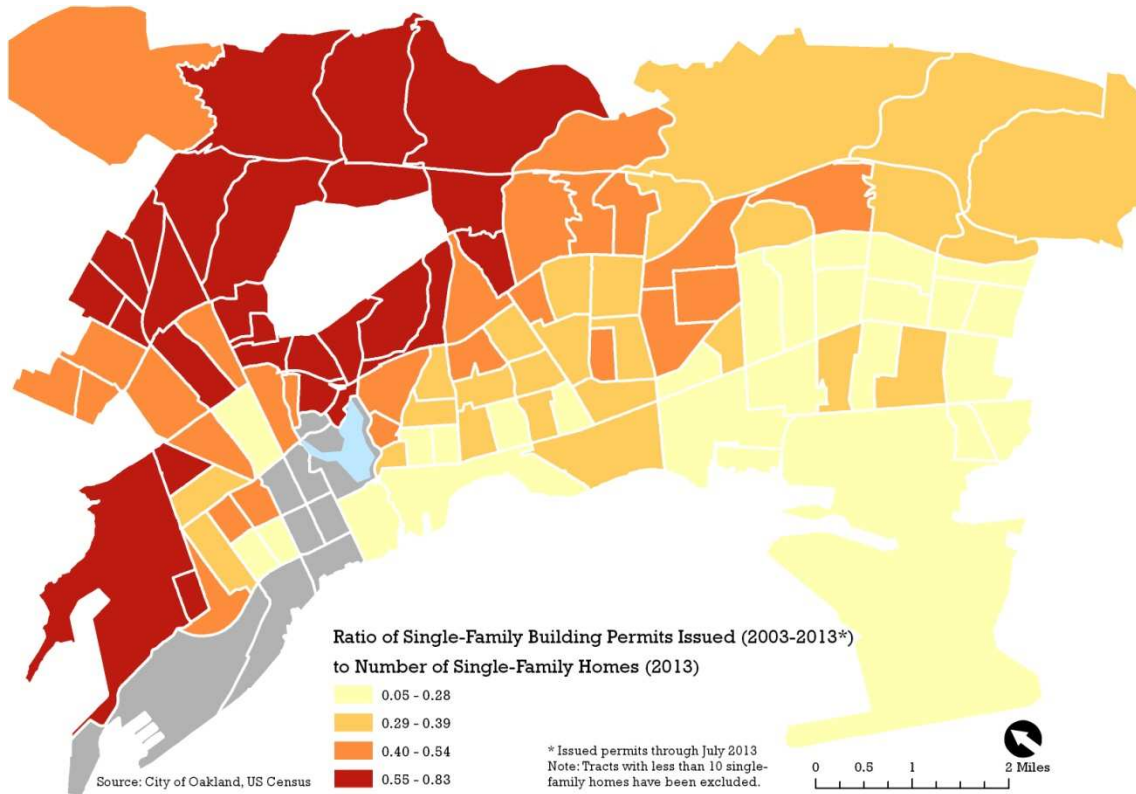 Ratio of Single-Family Building Permits Issued (2003-2013*)
to Number of Single-Family Homes (2013)
0.05 - 0.28
0.29 - 0.39
0.40 - 0.54
0.55 - 0.83
Source: City of Oakland, US Census
* Issued permits through July 2013
Note: Tracts with less than 10 single-
family homes have been excluded.
0 0.5 1 2 Miles